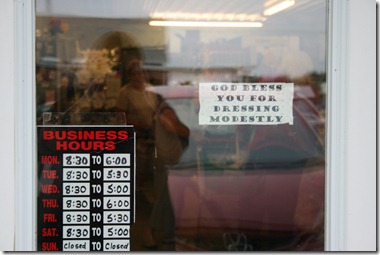 GOD BLESS
YOU FOR
DRESSING
MODESTLY
BUSINESS
HOURS
MON. 8:30 TO 6:00
TUE. 8:30 TO 5:30
WED. 8:30 TO 5:00
THU. 8:30 TO 6:00
FRI. 8:30 TO 5:30
SAT. 8:30 TO 5:00
SUN. Closed TO Closed